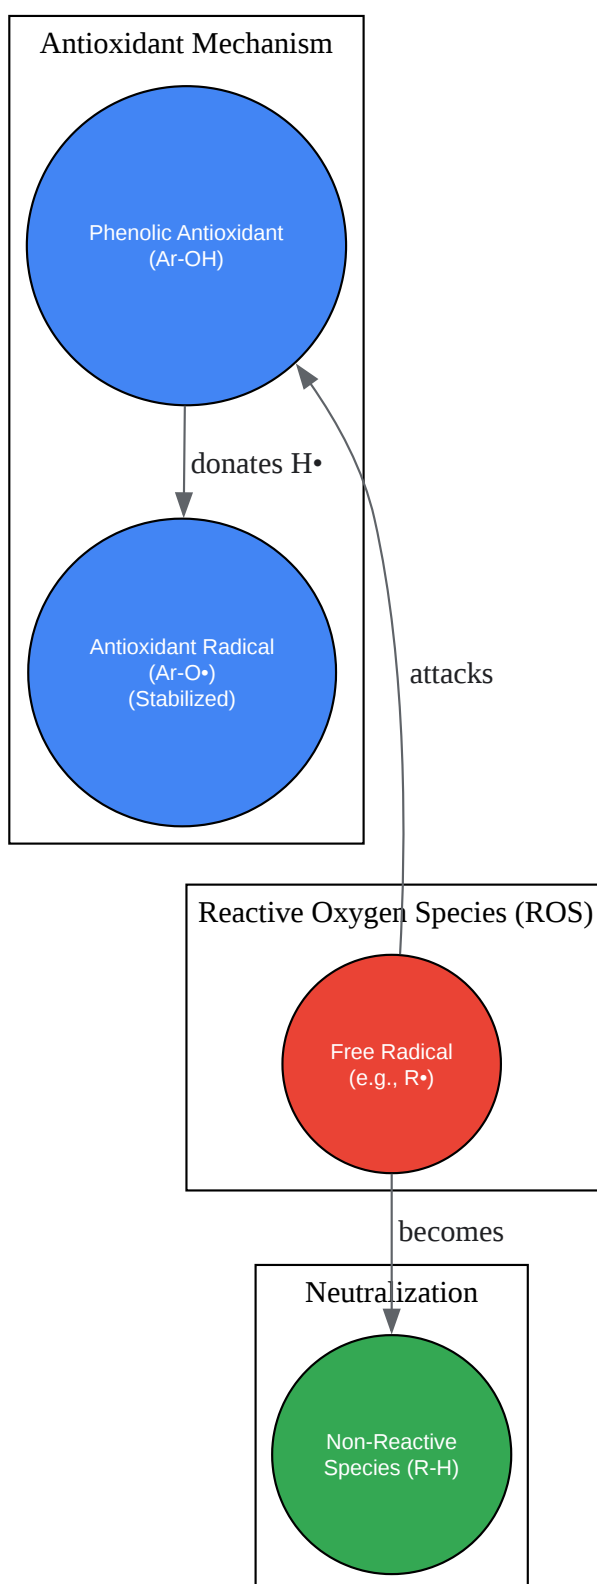 Antioxidant Mechanism
Phenolic Antioxidant
(Ar-OH)
donates H•
Antioxidant Radical
(Ar-O•)
(Stabilized)
attacks
Reactive Oxygen Species (ROS)
Free Radical
(e.g., R•)
becomes
Neutralization
Non-Reactive
Species (R-H)